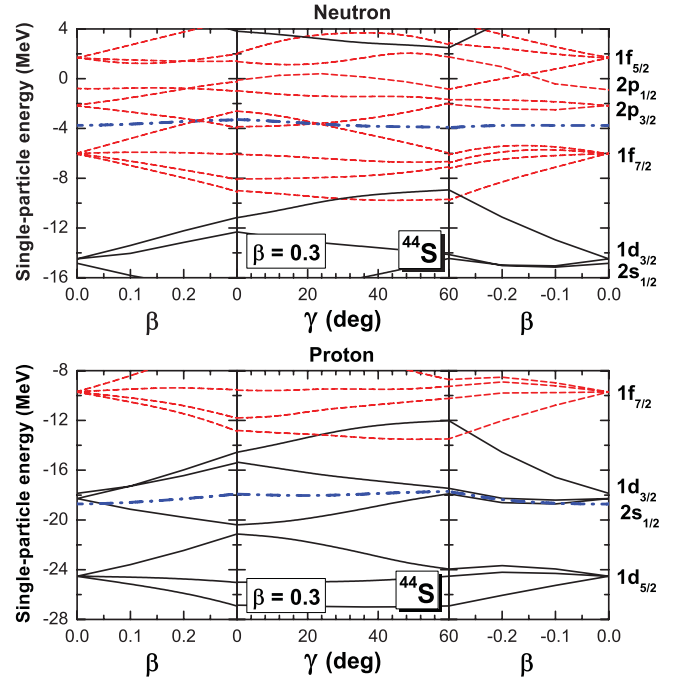 Neutron
Single-particle energy (MeV)
4
0
-4
-8
-12
-16
1f5/2
2p1/2
2p3/2
1f7/2
1d3/2
2s1/2
β = 0.3
44S
0.0 0.1 0.2 0 20 40 60 -0.2 -0.1 0.0
β γ (deg) β
Proton
Single-particle energy (MeV)
-8
-12
-16
-20
-24
-28
1f7/2
1d3/2
2s1/2
1d5/2
β = 0.3
44S
0.0 0.1 0.2 0 20 40 60 -0.2 -0.1 0.0
β γ (deg) β